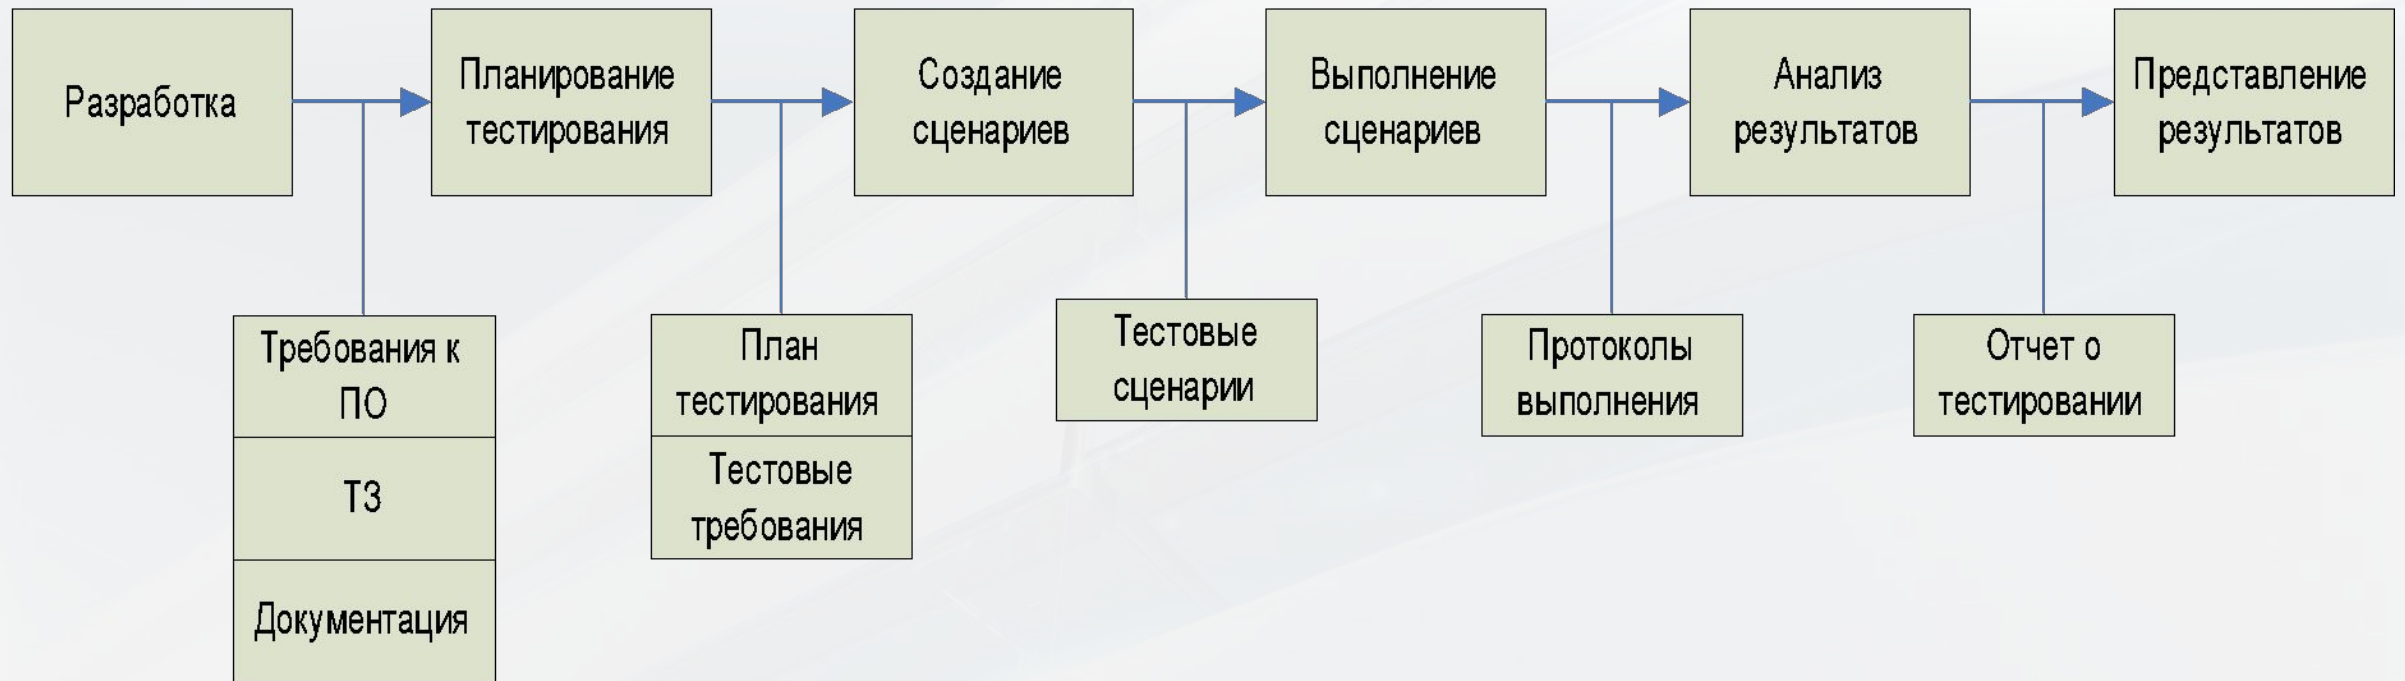 Разработка
Планирование
тестирования
Создание
сценариев
Выполнение
сценариев
Анализ
результатов
Представление
результатов
Требования к
ПО
ТЗ
Документация
План
тестирования
Тестовые
требования
Тестовые
сценарии
Протоколы
выполнения
Отчет о
тестировании